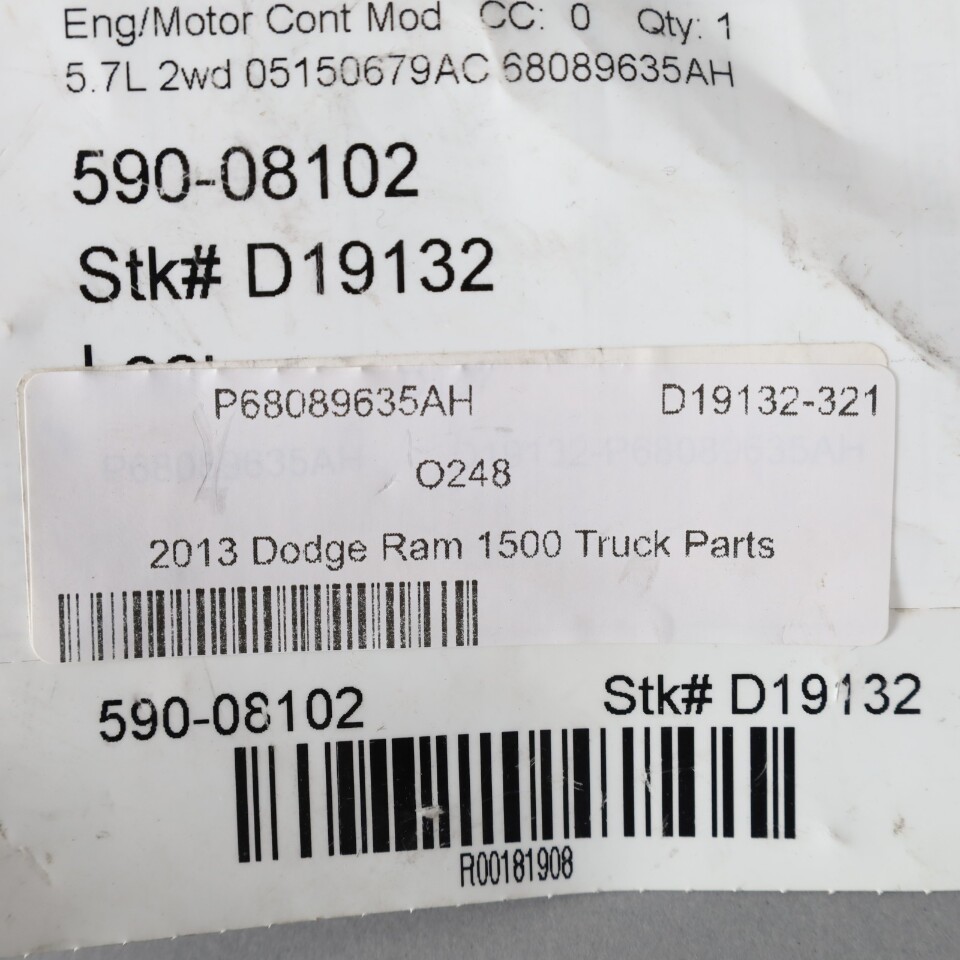 Eng/Motor Cont Mod CC: 0 Qty: 1
5.7L 2wd 05150679AC 68089635AH
590-08102
Stk# D19132
P68089635AH D19132-321
O248
2013 Dodge Ram 1500 Truck Parts
590-08102 Stk# D19132
R00181908